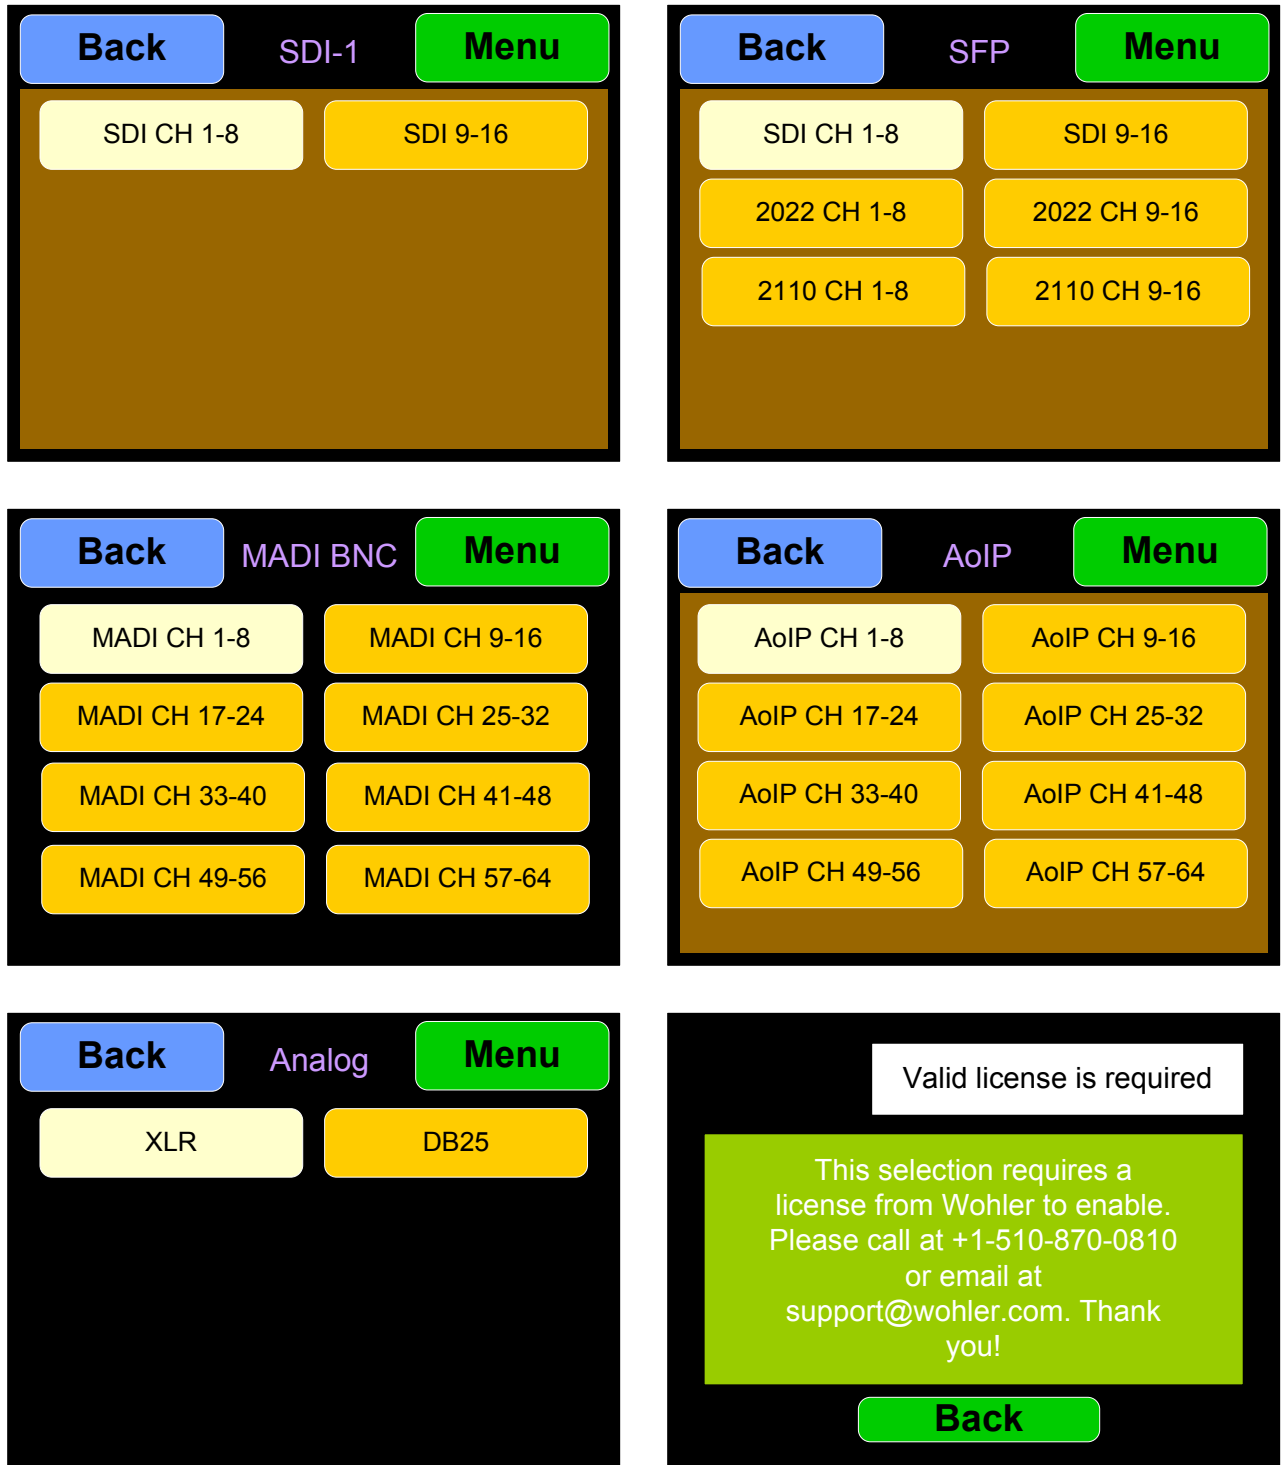 Back SDI-1 Menu
SDI CH 1-8 SDI 9-16
Back SFP Menu
SDI CH 1-8 SDI 9-16
2022 CH 1-8 2022 CH 9-16
2110 CH 1-8 2110 CH 9-16
Back MADI BNC Menu
MADI CH 1-8 MADI CH 9-16
MADI CH 17-24 MADI CH 25-32
MADI CH 33-40 MADI CH 41-48
MADI CH 49-56 MADI CH 57-64
Back AoIP Menu
AoIP CH 1-8 AoIP CH 9-16
AoIP CH 17-24 AoIP CH 25-32
AoIP CH 33-40 AoIP CH 41-48
AoIP CH 49-56 AoIP CH 57-64
Back Analog Menu
XLR DB25
Valid license is required
This selection requires a
license from Wohler to enable.
Please call at +1-510-870-0810
or email at
support@wohler.com. Thank
you!
Back